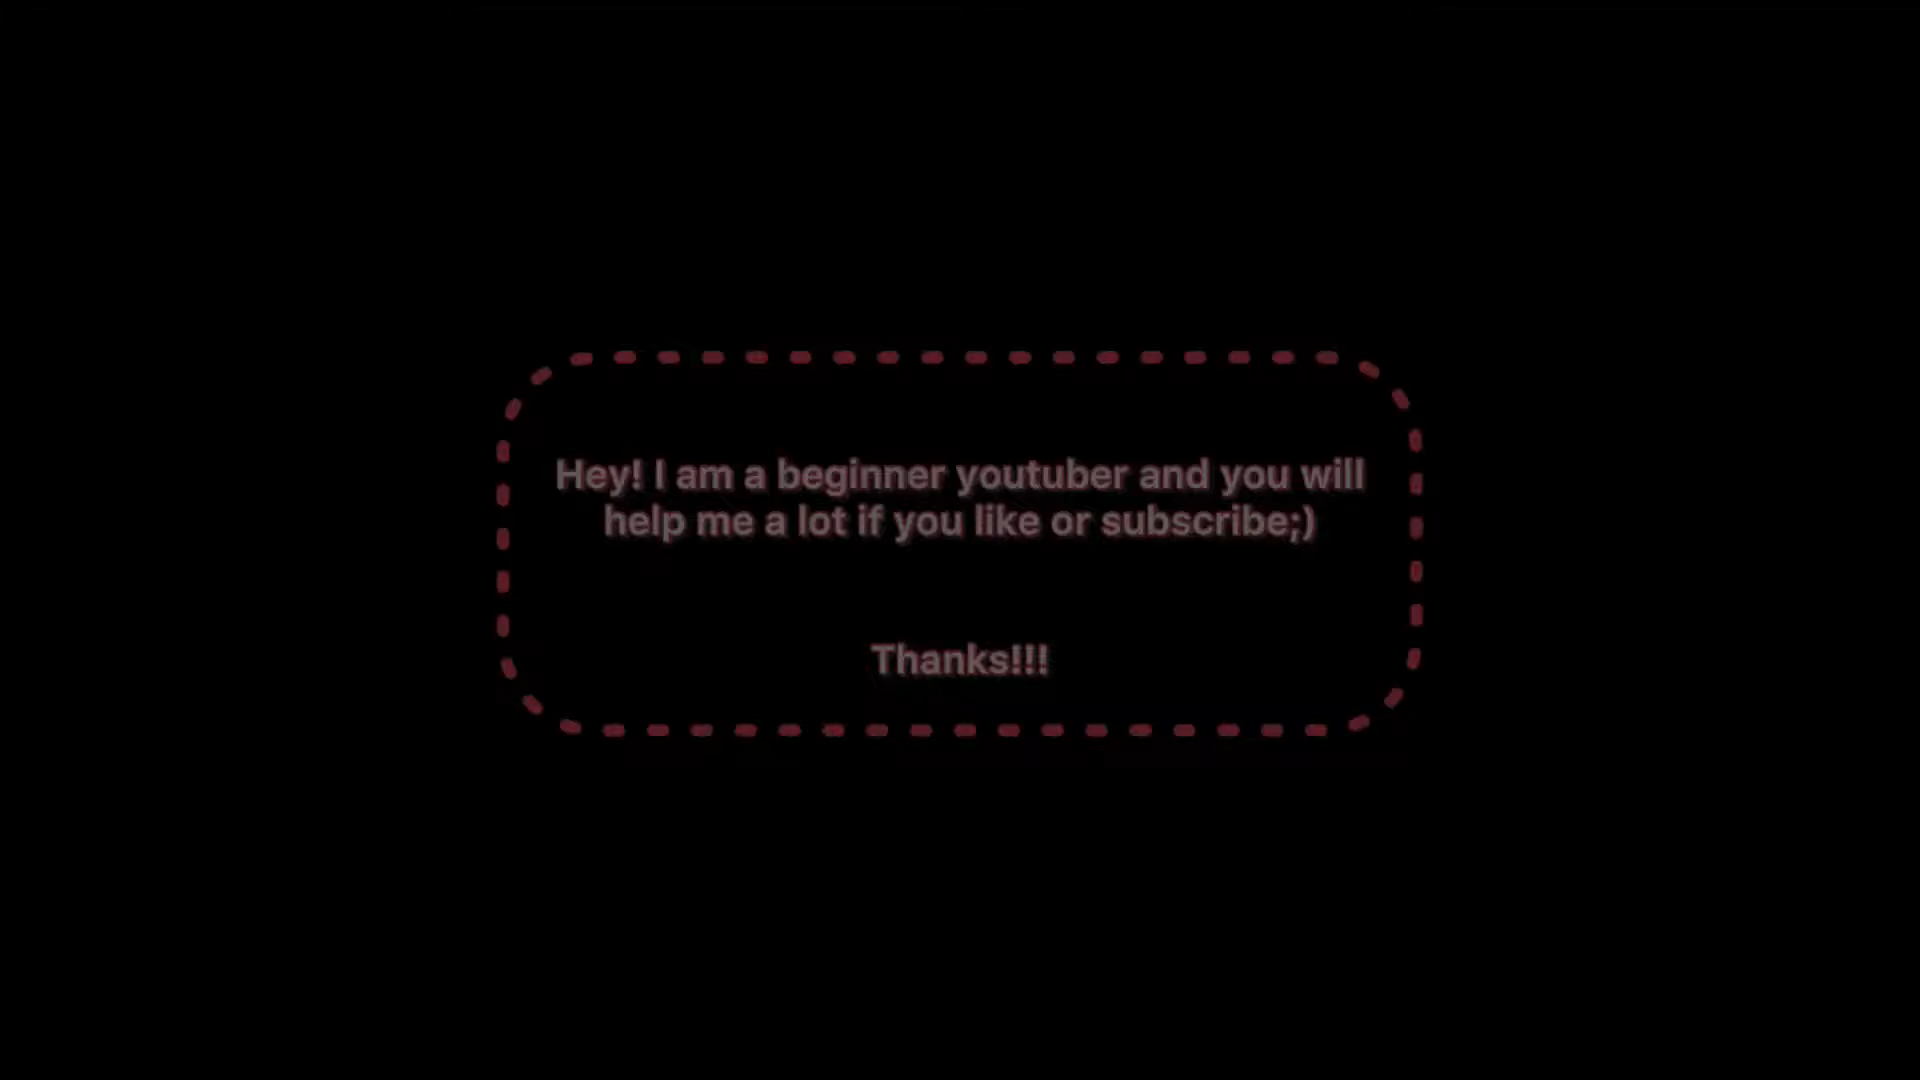 Hey! I am a beginner youtuber and you will
help me a lot if you like or subscribe;)
Thanks!!!